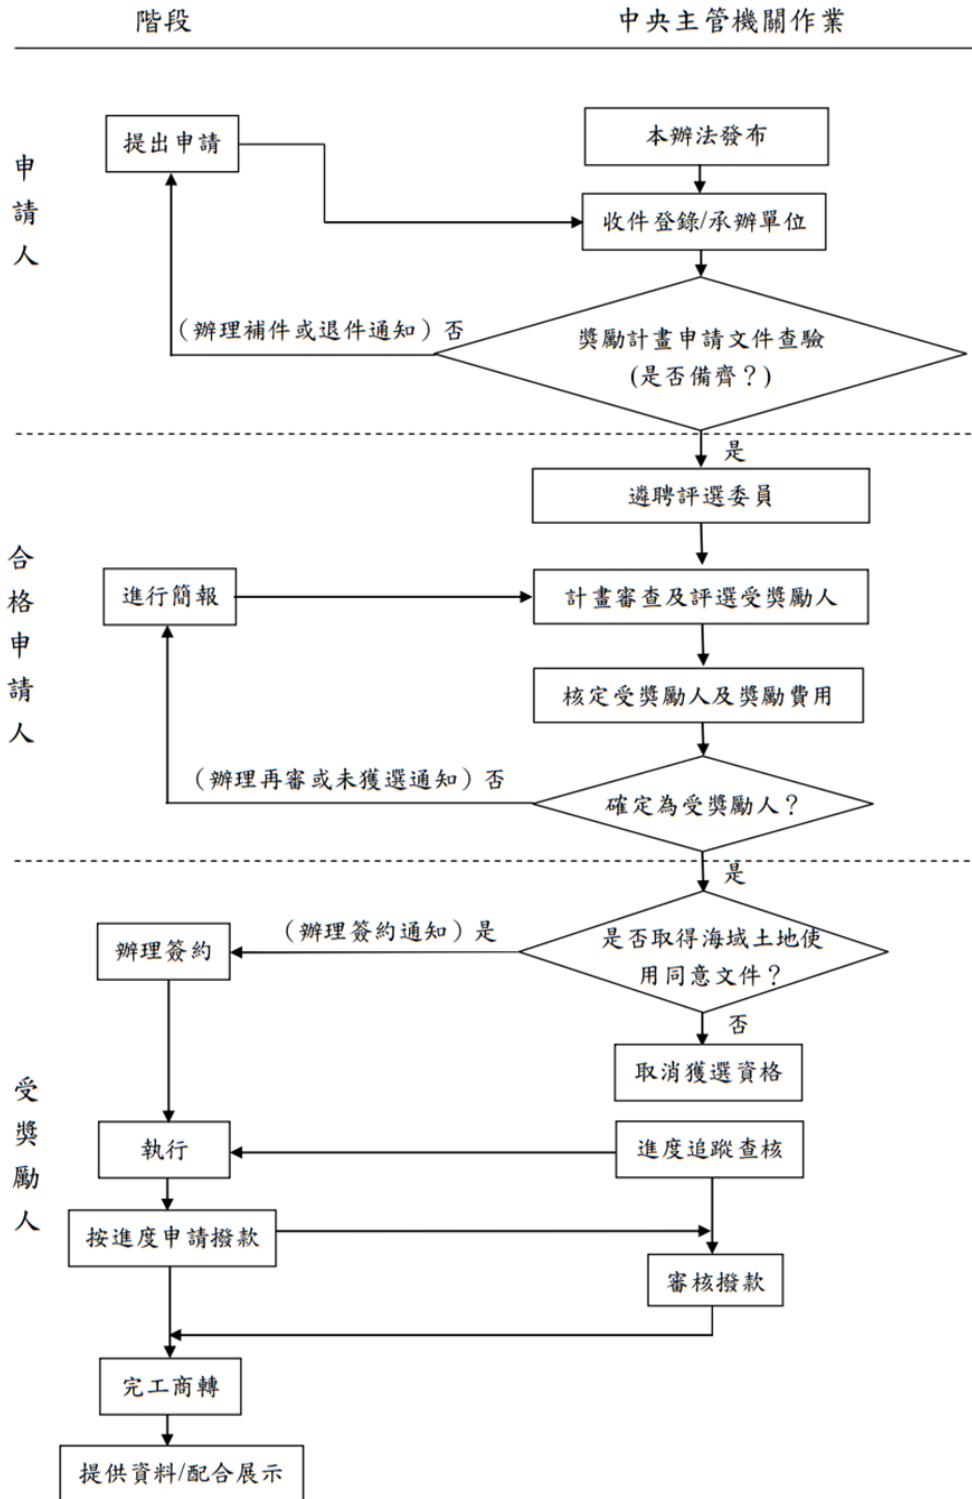 階段
中央主管機關作業
申請人
提出申請
本辦法發布
收件登錄/承辦單位
獎勵計畫申請文件查驗
(是否備齊？)
（辦理補件或退件通知）否
是
遴聘評選委員
合格申請人
進行簡報
計畫審查及評選受獎勵人
核定受獎勵人及獎勵費用
（辦理再審或未獲選通知）否
確定為受獎勵人？
是
受獎勵人
辦理簽約
（辦理簽約通知）是
是否取得海域土地使
用同意文件？
否
取消獲選資格
執行
進度追蹤查核
按進度申請撥款
審核撥款
完工商轉
提供資料/配合展示